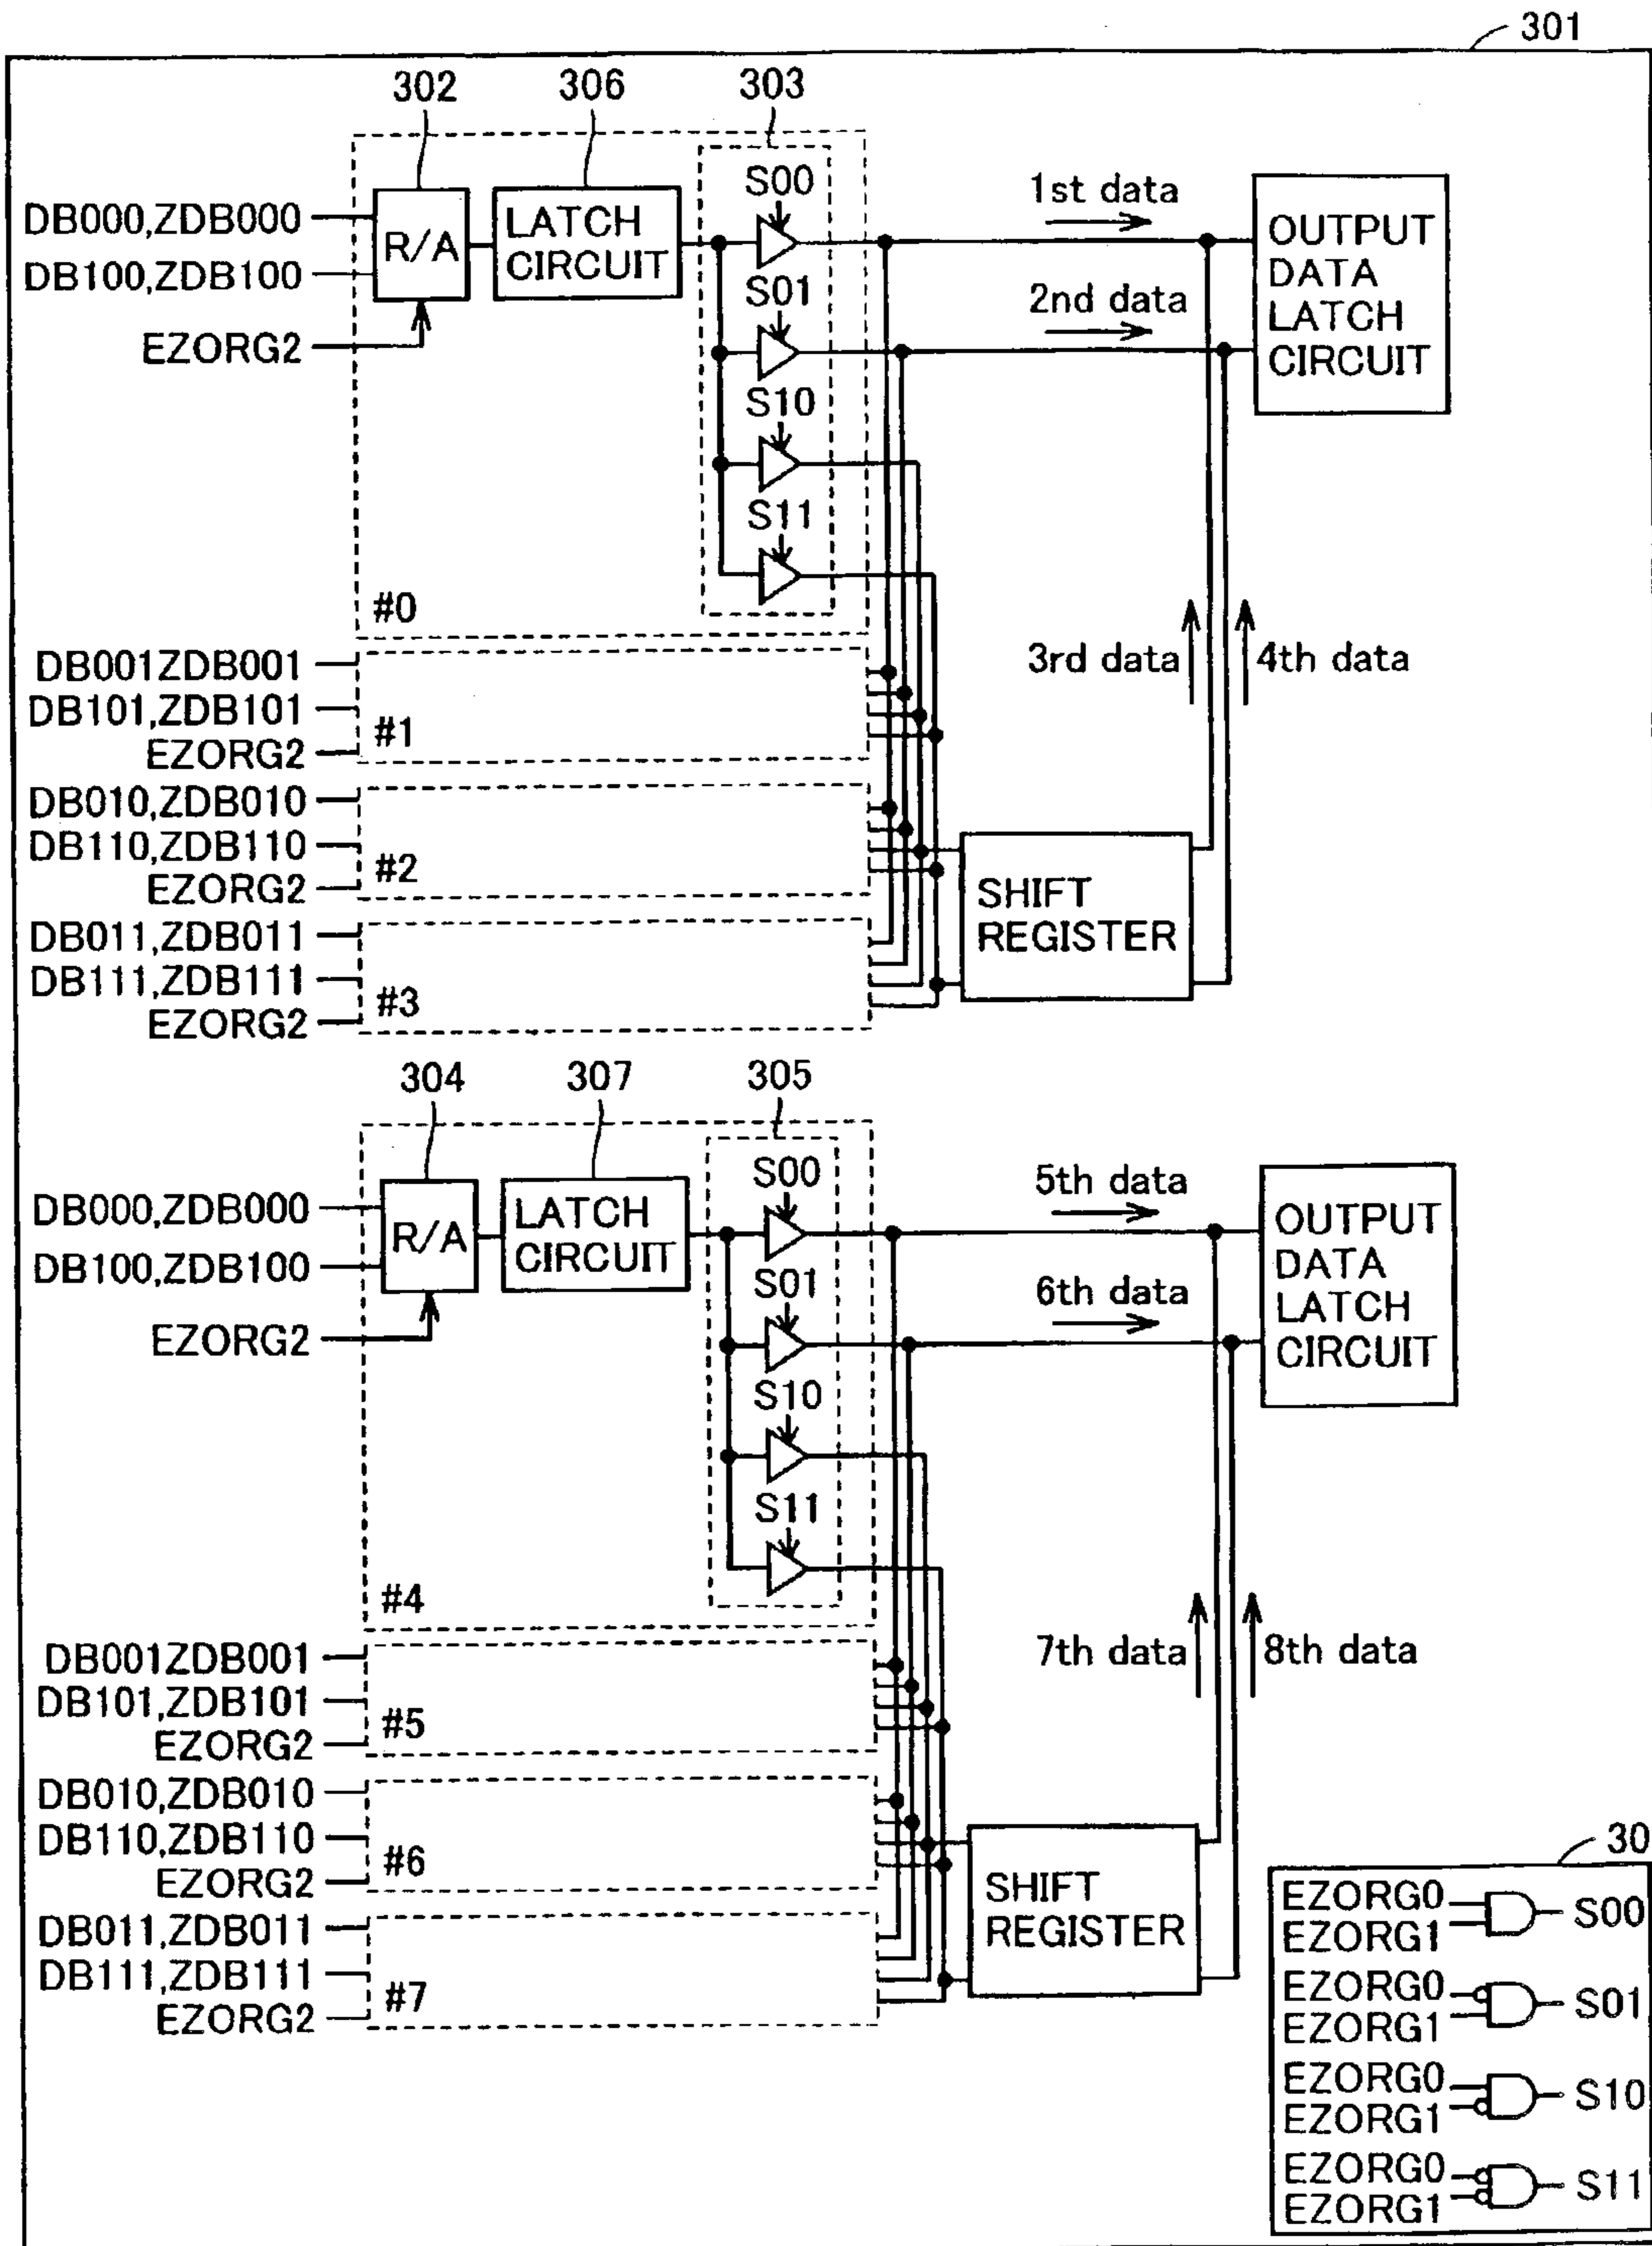 301
302 306 303
S00
DB000,ZDB000
DB100,ZDB100
R/A
LATCH
CIRCUIT
EZORG2
S01
S10
S11
#0
1st data
2nd data
OUTPUT
DATA
LATCH
CIRCUIT
3rd data
4th data
DB001ZDB001
DB101,ZDB101
EZORG2
#1
DB010,ZDB010
DB110,ZDB110
EZORG2
#2
DB011,ZDB011
DB111,ZDB111
EZORG2
#3
SHIFT
REGISTER
304 307 305
S00
DB000,ZDB000
DB100,ZDB100
R/A
LATCH
CIRCUIT
EZORG2
S01
S10
S11
#4
5th data
6th data
OUTPUT
DATA
LATCH
CIRCUIT
7th data
8th data
DB001ZDB001
DB101,ZDB101
EZORG2
#5
DB010,ZDB010
DB110,ZDB110
EZORG2
#6
DB011,ZDB011
DB111,ZDB111
EZORG2
#7
SHIFT
REGISTER
30
EZORG0
EZORG1
S00
EZORG0
EZORG1
S01
EZORG0
EZORG1
S10
EZORG0
EZORG1
S11